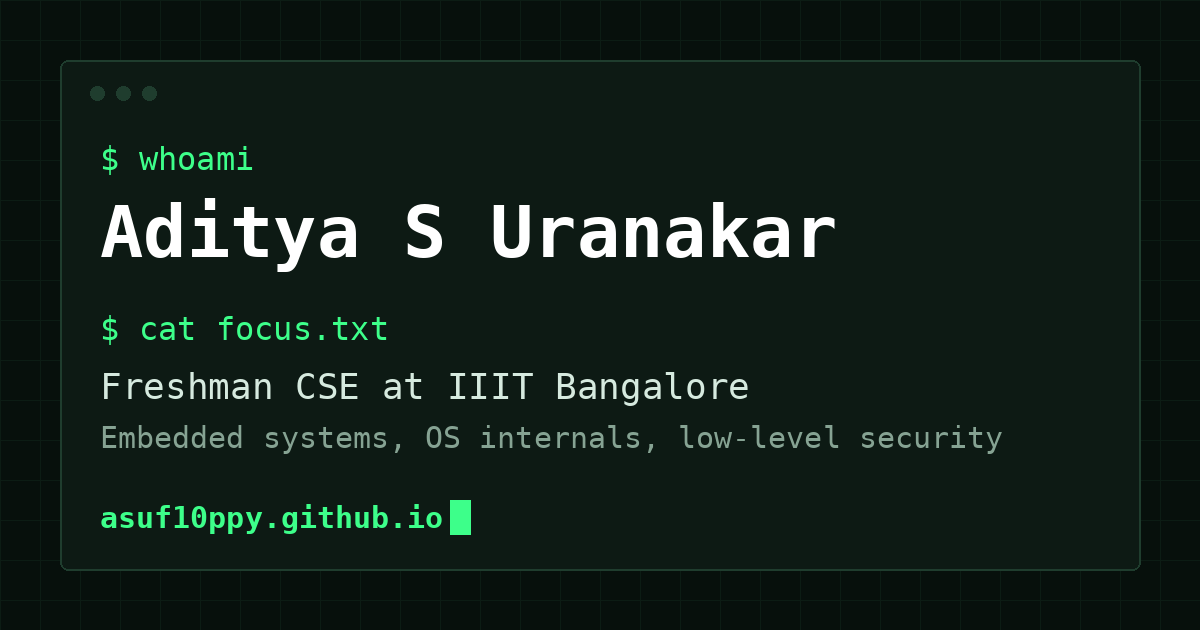 $ whoami
Aditya S Uranakar
$ cat focus.txt
Freshman CSE at IIIT Bangalore
Embedded systems, OS internals, low-level security
asuf10ppy.github.io